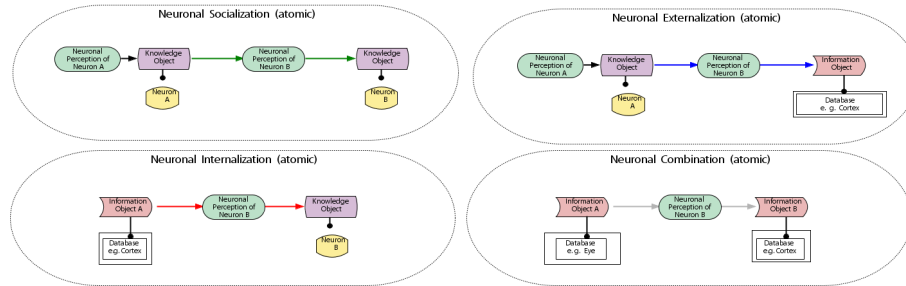 Neuronal Socialization (atomic)
Neuronal
Perception of
Neuron A
Knowledge
Object
Neuronal
Perception of
Neuron B
Knowledge
Object
Neuron
A
Neuron
B
Neuronal Externalization (atomic)
Neuronal
Perception of
Neuron A
Knowledge
Object
Neuronal
Perception of
Neuron B
Information
Object
Neuron
A
Database
e. g. Cortex
Neuronal Internalization (atomic)
Information
Object A
Neuronal
Perception of
Neuron B
Knowledge
Object
Database
e.g. Cortex
Neuron
B
Neuronal Combination (atomic)
Information
Object A
Neuronal
Perception of
Neuron B
Information
Object B
Database
e. g. Eye
Database
e.g. Cortex